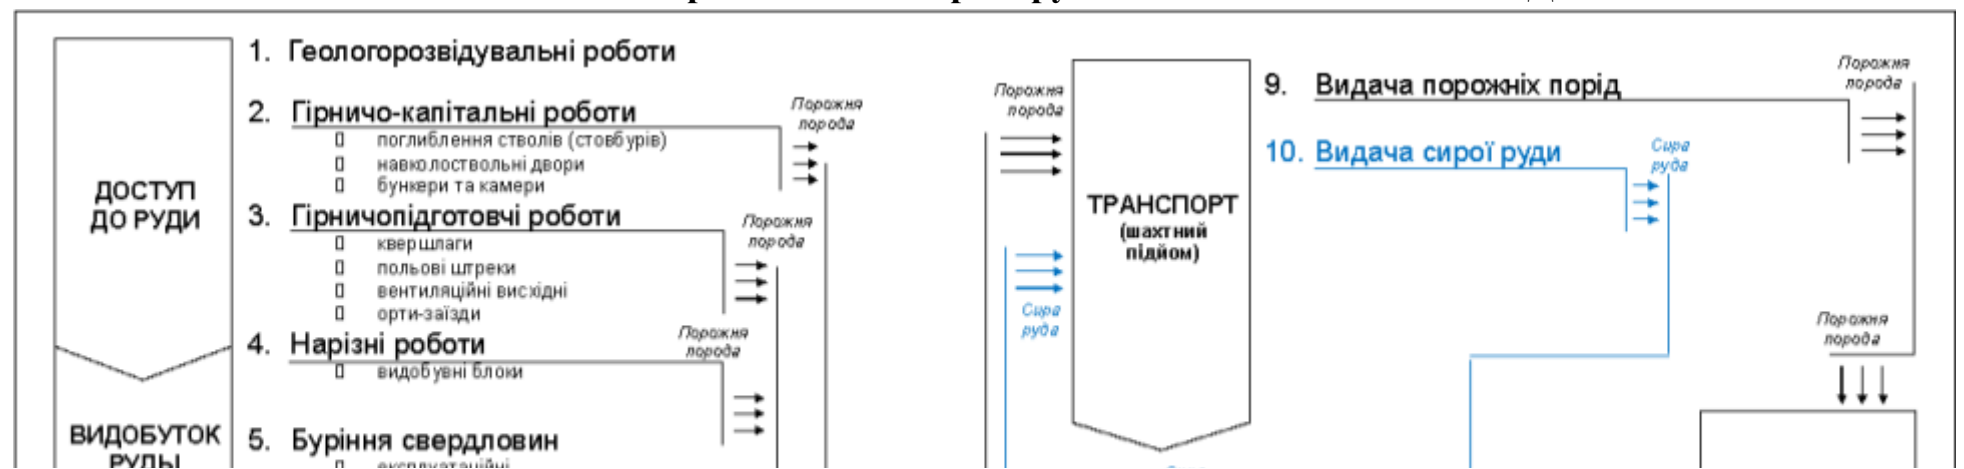 ДОСТУП
ДО РУДИ
ВИДОБУТОК
РУДЫ
1. Геологорозвідувальні роботи
2. Гірничо-капітальні роботи
поглиблення стволів (стовбурів)
навколоствольні двори
бункери та камери
Порожня
порода
3. Гірничопідготовчі роботи
квершлаги
польові штреки
вентиляційні висхідні
орти-заїзди
Порожня
порода
4. Нарізні роботи
видобувні блоки
Порожня
порода
5. Буріння свердловин
експлуатаційні
Порожня
порода
Сира
руда
ТРАНСПОРТ
(шахтний
підйом)
9. Видача порожніх порід
Порожня
порода
10. Видача сирої руди
Сира
руда
Порожня
порода